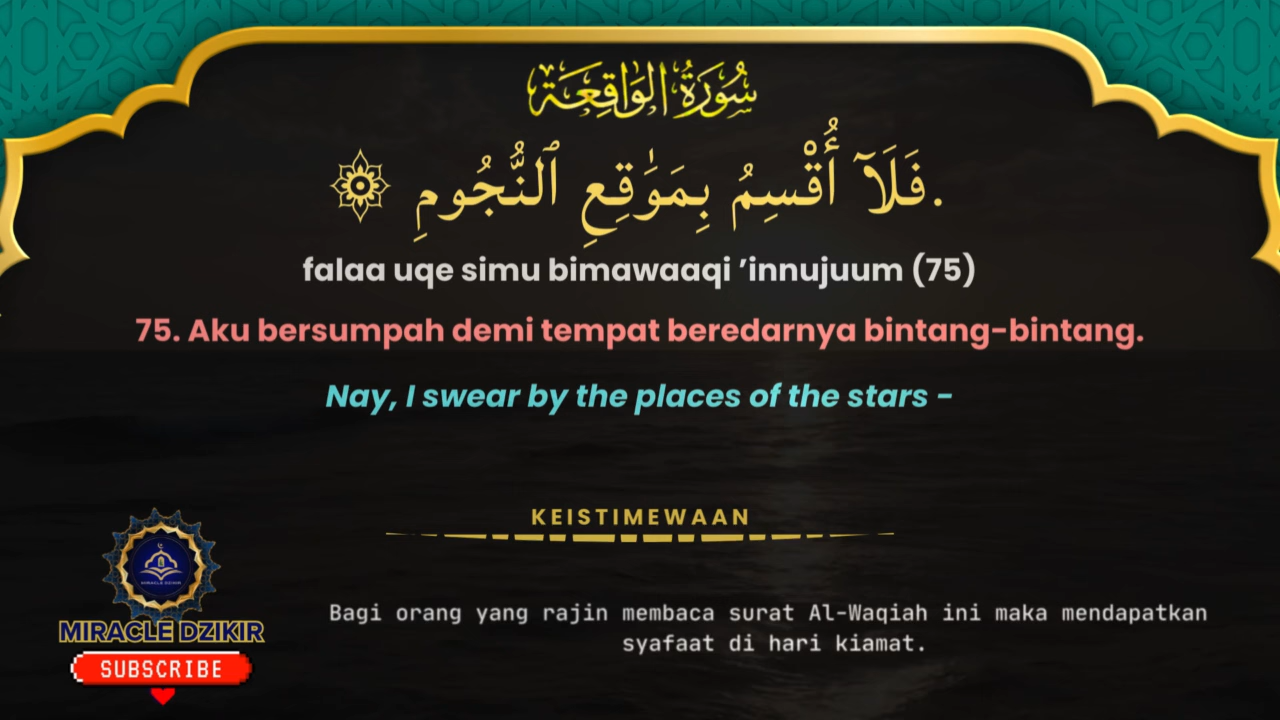 سُورَةُ الوَاقِعَة
فَلَآ أُقْسِمُ بِمَوَٰقِعِ ٱلنُّجُومِ.
falaa uqe simu bimawaaqi ’innujuum (75)
75. Aku bersumpah demi tempat beredarnya bintang-bintang.
Nay, I swear by the places of the stars -
KEISTIMEWAAN
Bagi orang yang rajin membaca surat Al-Waqiah ini maka mendapatkan
syafaat di hari kiamat.
MIRACLE DZIKIR
MIRACLE DZIKIR
SUBSCRIBE